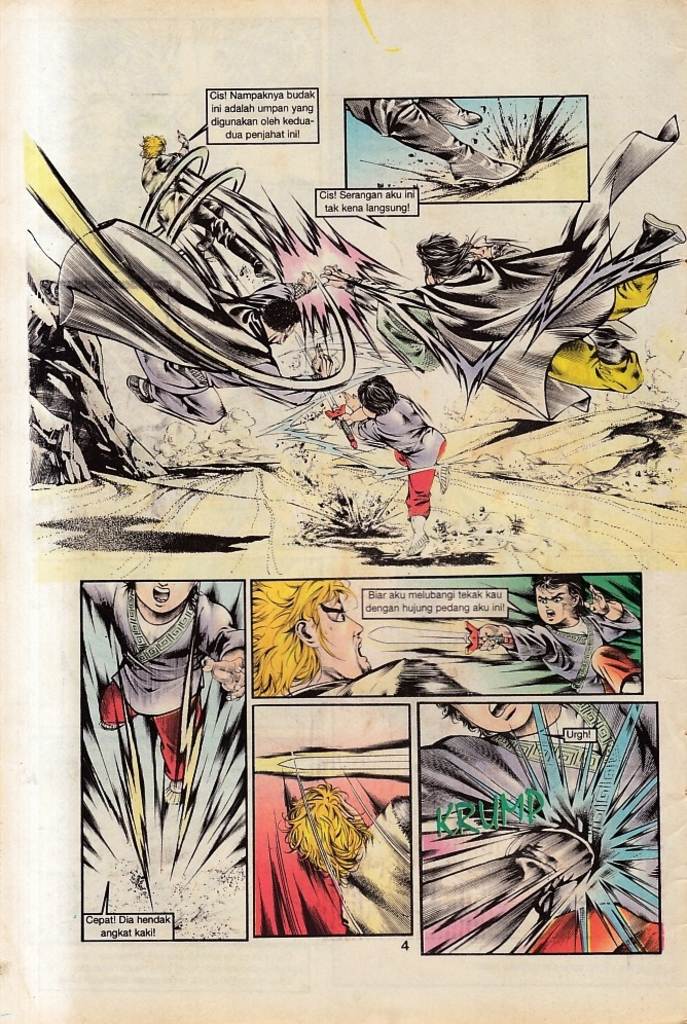 Cis! Nampaknya budak
ini adalah umpan yang
digunakan oleh kedua-
dua penjahat ini!
Cis! Serangan aku ini
tak kena langsung!
Cepat! Dia hendak
angkat kaki!
Biar aku melubangi tekak kau
dengan hujung pedang aku ini!
Urgh!
KRUMP
4